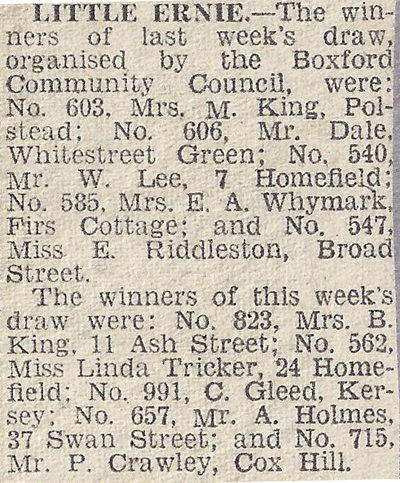 LITTLE ERNIE.—The win-
ners of last week's draw,
organised by the Boxford
Community Council, were:
No. 603, Mrs. M. King, Pol-
stead; No. 606, Mr. Dale,
Whitestreet Green; No. 540,
Mr. W. Lee, 7 Homefield;
No. 585, Mrs. E. A. Whymark,
Firs Cottage; and No. 547,
Miss E. Riddleston, Broad
Street.
The winners of this week's
draw were: No. 823, Mrs. B.
King, 11 Ash Street; No. 562,
Miss Linda Tricker, 24 Home-
field; No. 991, C. Gleed, Ker-
sey; No. 657, Mr. A. Holmes,
37 Swan Street; and No. 715,
Mr. P. Crawley, Cox Hill.